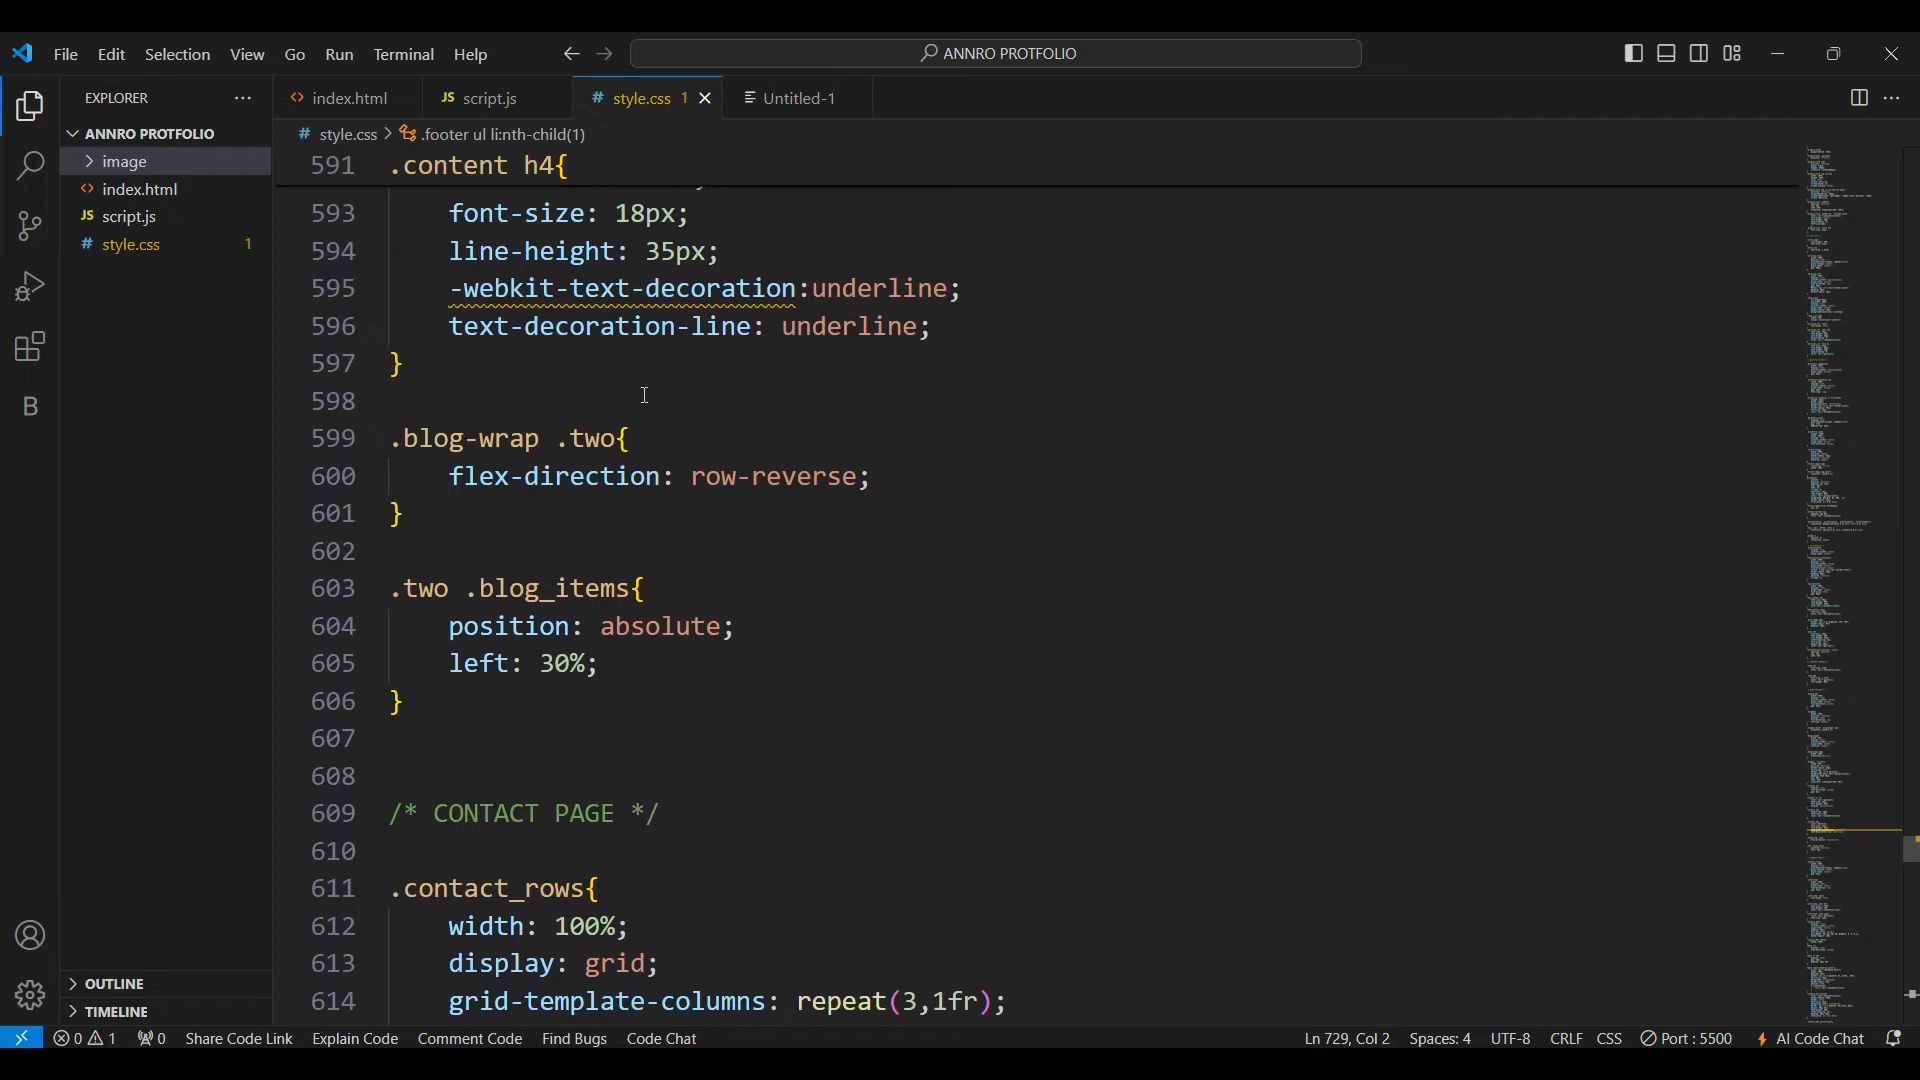 File Edit Selection View Go Run Terminal Help
ANNRO PROTFOLIO
EXPLORER
ANNRO PROTFOLIO
image
index.html
JS script.js
# style.css 1
OUTLINE
TIMELINE
index.html
JS script.js
# style.css 1
Untitled-1
# style.css > .footer ul li:nth-child(1)
591 .content h4{
593 font-size: 18px;
594 line-height: 35px;
595 -webkit-text-decoration:underline;
596 text-decoration-line: underline;
597 }
598
599 .blog-wrap .two{
600 flex-direction: row-reverse;
601 }
602
603 .two .blog_items{
604 position: absolute;
605 left: 30%;
606 }
607
608
609 /* CONTACT PAGE */
610
611 .contact_rows{
612 width: 100%;
613 display: grid;
614 grid-template-columns: repeat(3,1fr);
0 1 0 Share Code Link Explain Code Comment Code Find Bugs Code Chat Ln 729, Col 2 Spaces: 4 UTF-8 CRLF CSS Port : 5500 AI Code Chat